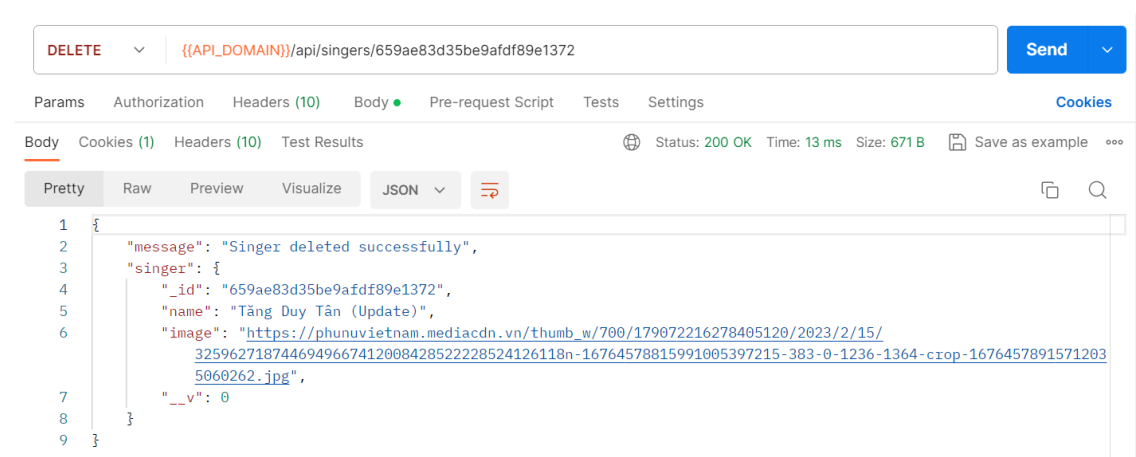 DELETE {{API_DOMAIN}}/api/singers/659ae83d35be9afdf89e1372 Send
Params Authorization Headers (10) Body Pre-request Script Tests Settings Cookies
Body Cookies (1) Headers (10) Test Results Status: 200 OK Time: 13 ms Size: 671 B Save as example
Pretty Raw Preview Visualize JSON
1 {
2 "message": "Singer deleted successfully",
3 "singer": {
4 "_id": "659ae83d35be9afdf89e1372",
5 "name": "Tăng Duy Tân (Update)",
6 "image": "https://phunuvietnam.mediacdn.vn/thumb_w/700/179072216278405120/2023/2/15/
325962718744694966741200842852228524126118n-16764578815991005397215-383-0-1236-1364-crop-1676457891571203
5060262.jpg",
7 "__v": 0
8 }
9 }